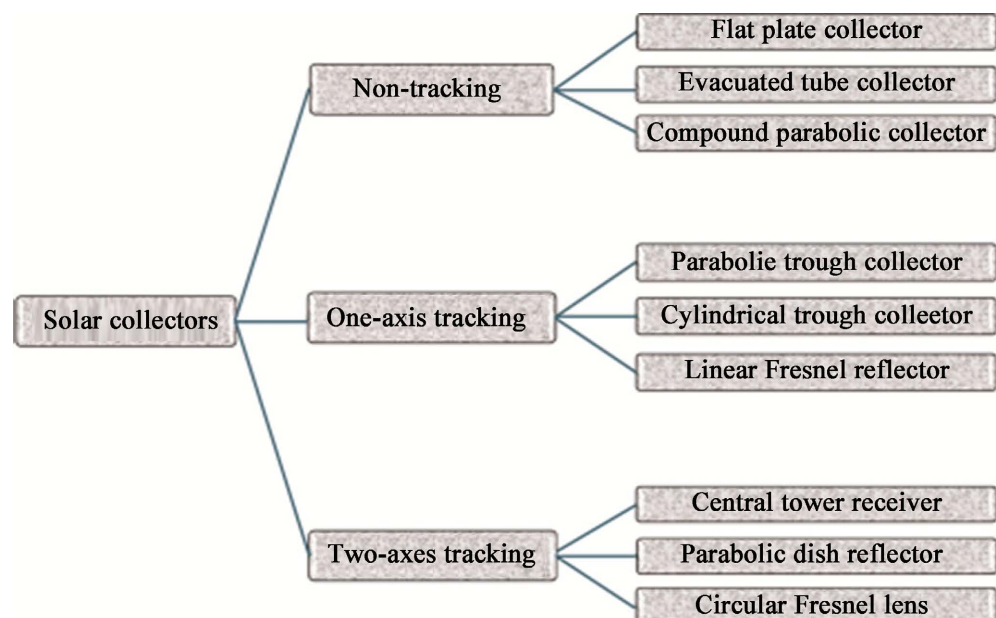 Solar collectors
Non-tracking
Flat plate collector
Evacuated tube collector
Compound parabolic collector
One-axis tracking
Parabolie trough collector
Cylindrical trough colleetor
Linear Fresnel reflector
Two-axes tracking
Central tower receiver
Parabolic dish reflector
Circular Fresnel lens